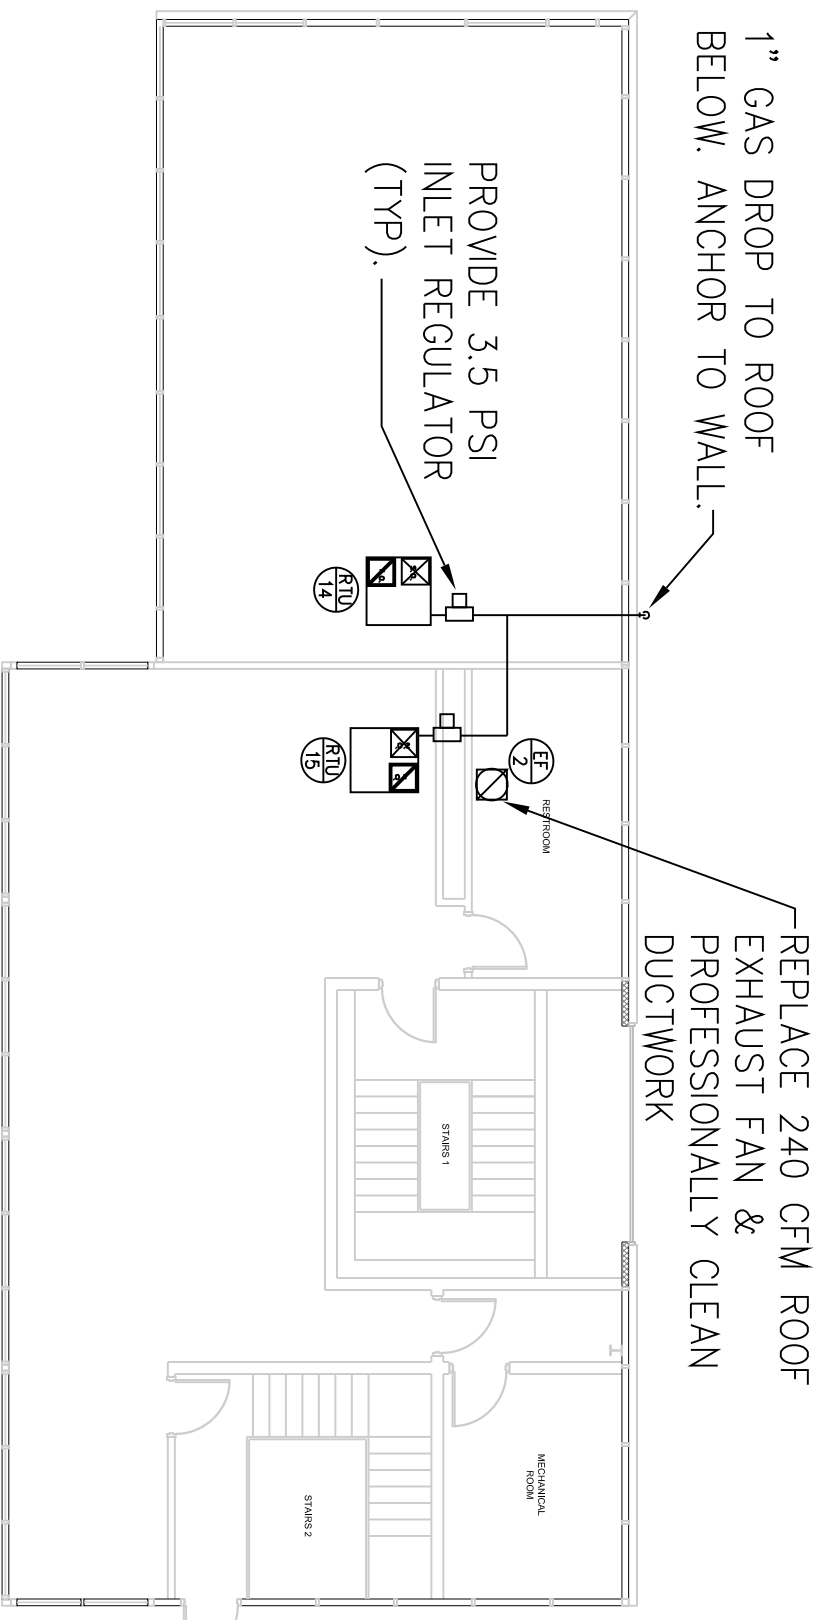 1" GAS DROP TO ROOF
BELOW. ANCHOR TO WALL.
PROVIDE 3.5 PSI
INLET REGULATOR
(TYP).
RTU
14
RTU
15
EF
2
RESTROOM
REPLACE 240 CFM ROOF
EXHAUST FAN &
PROFESSIONALLY CLEAN
DUCTWORK
STAIRS 1
MECHANICAL
ROOM
STAIRS 2